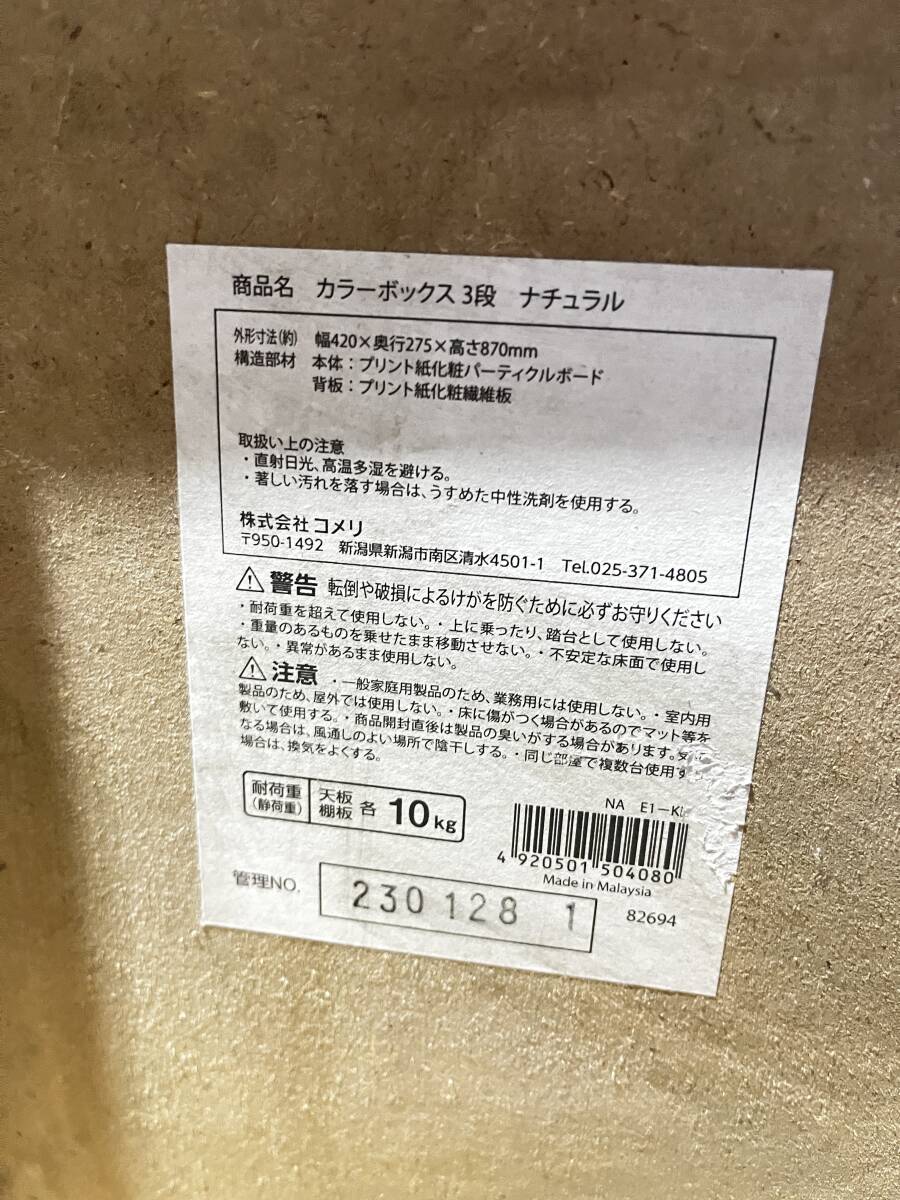 商品名 カラーボックス 3段 ナチュラル
外形寸法(約) 幅420×奥行275×高さ870mm
構造部材 本体:プリント紙化粧パーティクルボード
背板:プリント紙化粧繊維板
取扱い上の注意
・直射日光、高温多湿を避ける。
・著しい汚れを落す場合は、うすめた中性洗剤を使用する。
株式会社 コメリ
〒950-1492 新潟県新潟市南区清水4501-1 Tel.025-371-4805
⚠ 警告 転倒や破損によるけがを防ぐために必ずお守りください
・耐荷重を超えて使用しない。・上に乗ったり、踏台として使用しない。
・重量のあるものを乗せたまま移動させない。・不安定な床面で使用し
ない。・異常があるまま使用しない。
⚠ 注意 ・一般家庭用製品のため、業務用には使用しない。・室内用
製品のため、屋外では使用しない。・床に傷がつく場合があるのでマット等を
敷いて使用する。・商品開封直後は製品の臭いがする場合があります。気に
なる場合は、風通しのよい場所で陰干しする。・同じ部屋で複数台使用す
場合は、換気をよくする。
耐荷重
(静荷重)
天板
棚板
各 10kg
NA E1-K
4 920501 504080
Made in Malaysia
管理NO. 230128 1
82694